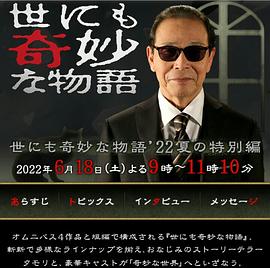 世にも
奇妙
な物語
世にも奇妙な物語'22夏の特別編
2022年6月18日(土)よる9時~11時10分
あらすじ
トピックス
インタビュー
メッセージ
オムニバス4作品と短編で構成される『世にも奇妙な物語』。
斬新で多様なラインナップを揃え、おなじみのストーリーテラー
タモリと、豪華キャストが「奇妙な世界」へといざなう。